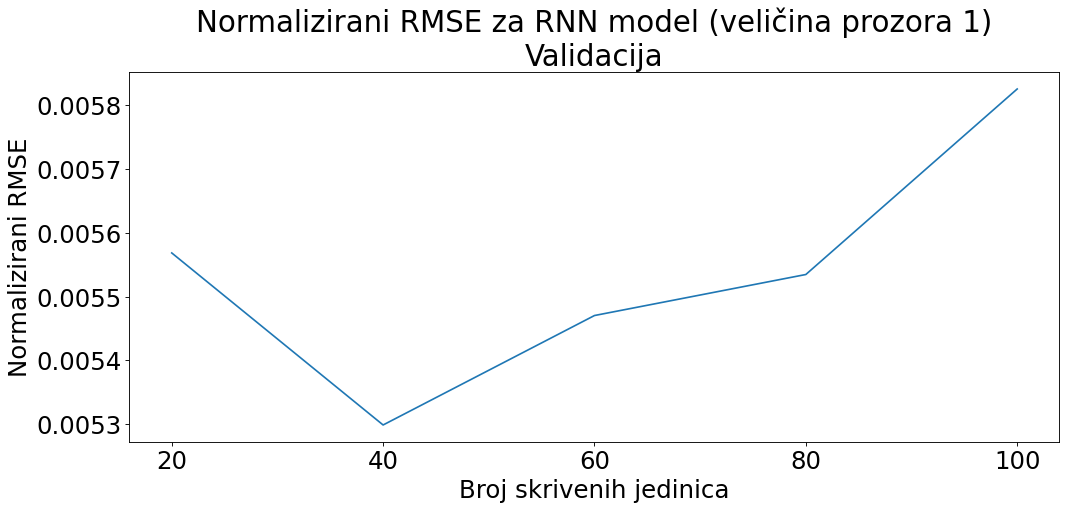 Normalizirani RMSE za RNN model (veličina prozora 1)
Validacija
Normalizirani RMSE
0.0058
0.0057
0.0056
0.0055
0.0054
0.0053
20 40 60 80 100
Broj skrivenih jedinica